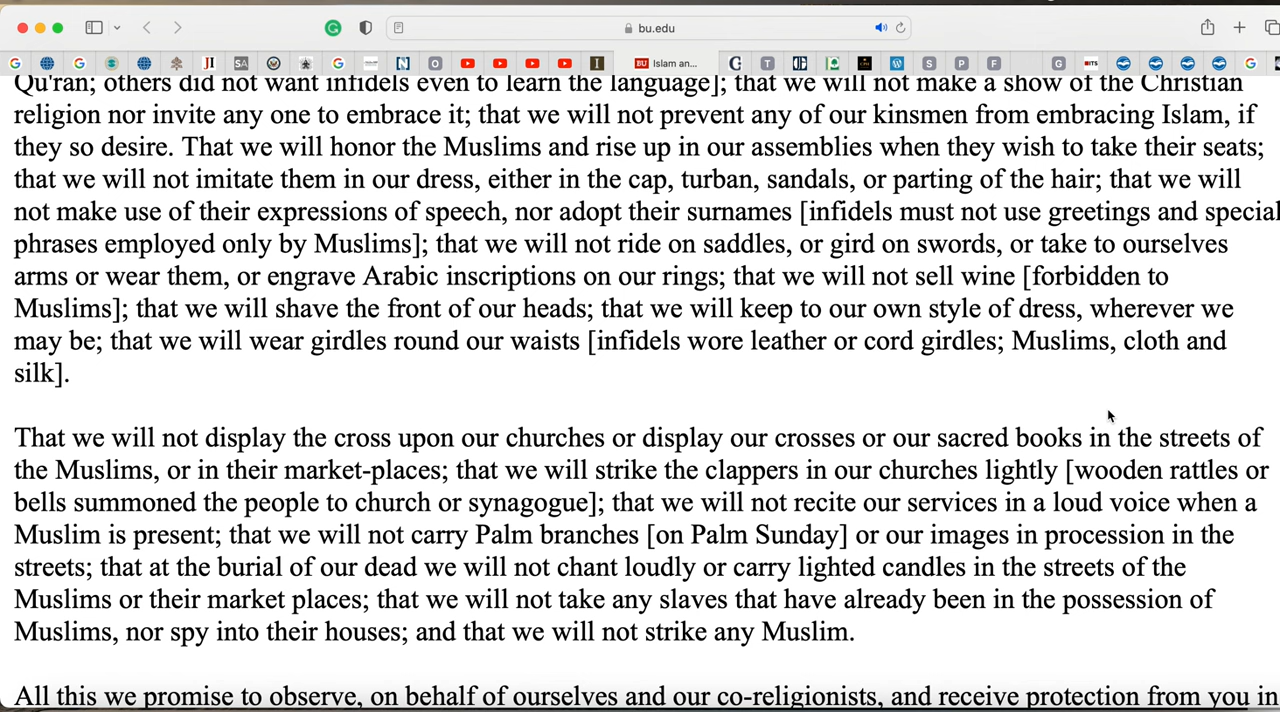 bu.edu
G G JI SA G N O I BU Islam an... G T W S P F G ITS G
Qu'ran; others did not want infidels even to learn the language]; that we will not make a show of the Christian
religion nor invite any one to embrace it; that we will not prevent any of our kinsmen from embracing Islam, if
they so desire. That we will honor the Muslims and rise up in our assemblies when they wish to take their seats;
that we will not imitate them in our dress, either in the cap, turban, sandals, or parting of the hair; that we will
not make use of their expressions of speech, nor adopt their surnames [infidels must not use greetings and special
phrases employed only by Muslims]; that we will not ride on saddles, or gird on swords, or take to ourselves
arms or wear them, or engrave Arabic inscriptions on our rings; that we will not sell wine [forbidden to
Muslims]; that we will shave the front of our heads; that we will keep to our own style of dress, wherever we
may be; that we will wear girdles round our waists [infidels wore leather or cord girdles; Muslims, cloth and
silk].
That we will not display the cross upon our churches or display our crosses or our sacred books in the streets of
the Muslims, or in their market-places; that we will strike the clappers in our churches lightly [wooden rattles or
bells summoned the people to church or synagogue]; that we will not recite our services in a loud voice when a
Muslim is present; that we will not carry Palm branches [on Palm Sunday] or our images in procession in the
streets; that at the burial of our dead we will not chant loudly or carry lighted candles in the streets of the
Muslims or their market places; that we will not take any slaves that have already been in the possession of
Muslims, nor spy into their houses; and that we will not strike any Muslim.
All this we promise to observe, on behalf of ourselves and our co-religionists, and receive protection from you in